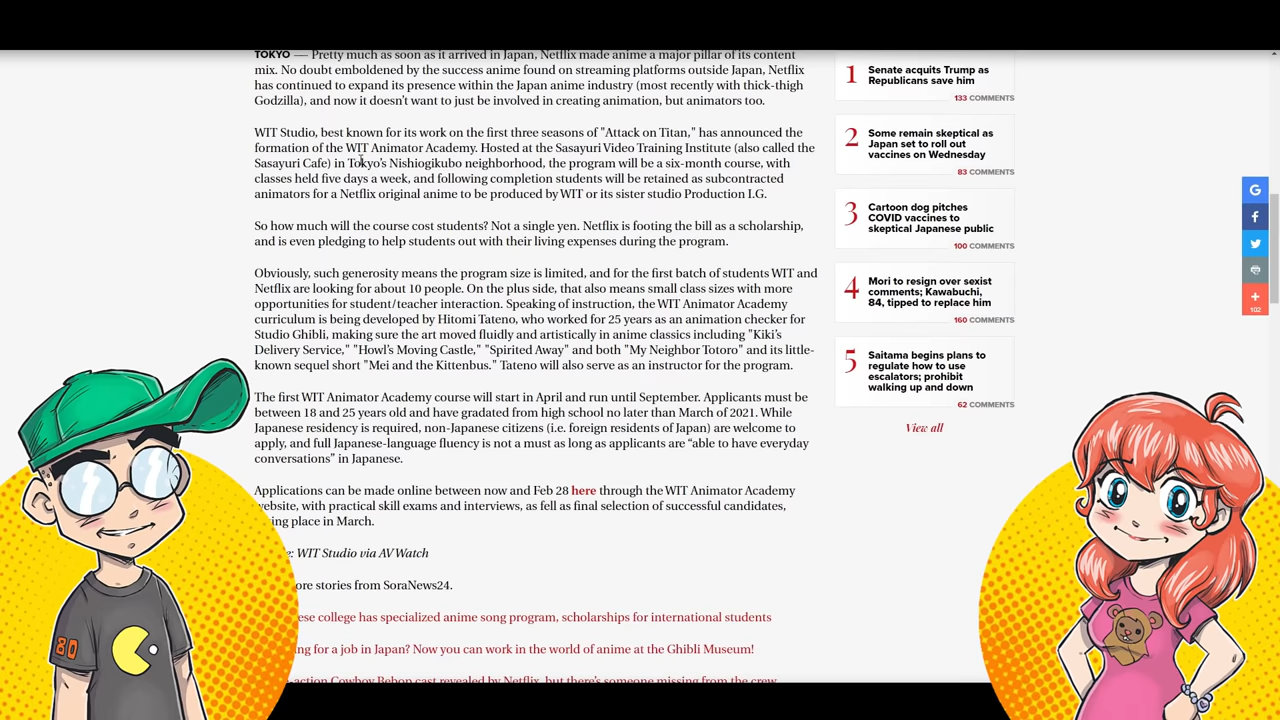 TOKYO — Pretty much as soon as it arrived in Japan, Netflix made anime a major pillar of its content
mix. No doubt emboldened by the success anime found on streaming platforms outside Japan, Netflix
has continued to expand its presence within the Japan anime industry (most recently with thick-thigh
Godzilla), and now it doesn't want to just be involved in creating animation, but animators too.
WIT Studio, best known for its work on the first three seasons of "Attack on Titan," has announced the
formation of the WIT Animator Academy. Hosted at the Sasayuri Video Training Institute (also called the
Sasayuri Cafe) in Tokyo's Nishiogikubo neighborhood, the program will be a six-month course, with
classes held five days a week, and following completion students will be retained as subcontracted
animators for a Netflix original anime to be produced by WIT or its sister studio Production I.G.
So how much will the course cost students? Not a single yen. Netflix is footing the bill as a scholarship,
and is even pledging to help students out with their living expenses during the program.
Obviously, such generosity means the program size is limited, and for the first batch of students WIT and
Netflix are looking for about 10 people. On the plus side, that also means small class sizes with more
opportunities for student/teacher interaction. Speaking of instruction, the WIT Animator Academy
curriculum is being developed by Hitomi Tateno, who worked for 25 years as an animation checker for
Studio Ghibli, making sure the art moved fluidly and artistically in anime classics including "Kiki's
Delivery Service," "Howl's Moving Castle," "Spirited Away" and both "My Neighbor Totoro" and its little-
known sequel short "Mei and the Kittenbus." Tateno will also serve as an instructor for the program.
The first WIT Animator Academy course will start in April and run until September. Applicants must be
between 18 and 25 years old and have gradated from high school no later than March of 2021. While
Japanese residency is required, non-Japanese citizens (i.e. foreign residents of Japan) are welcome to
apply, and full Japanese-language fluency is not a must as long as applicants are "able to have everyday
conversations" in Japanese.
Applications can be made online between now and Feb 28 here through the WIT Animator Academy
website, with practical skill exams and interviews, as fell as final selection of successful candidates,
place in March.
WIT Studio via AV Watch
stories from SoraNews24.
college has specialized anime song program, scholarships for international students
for a job in Japan? Now you can work in the world of anime at the Ghibli Museum!
action Cowboy Bebop cast revealed by Netflix, but there's someone missing from the crew
1 Senate acquits Trump as
Republicans save him
133 COMMENTS
2 Some remain skeptical as
Japan set to roll out
vaccines on Wednesday
83 COMMENTS
3 Cartoon dog pitches
COVID vaccines to
skeptical Japanese public
100 COMMENTS
4 Mori to resign over sexist
comments; Kawabuchi,
84, tipped to replace him
160 COMMENTS
5 Saitama begins plans to
regulate how to use
escalators; prohibit
walking up and down
62 COMMENTS
View all
G
f
+
102
80